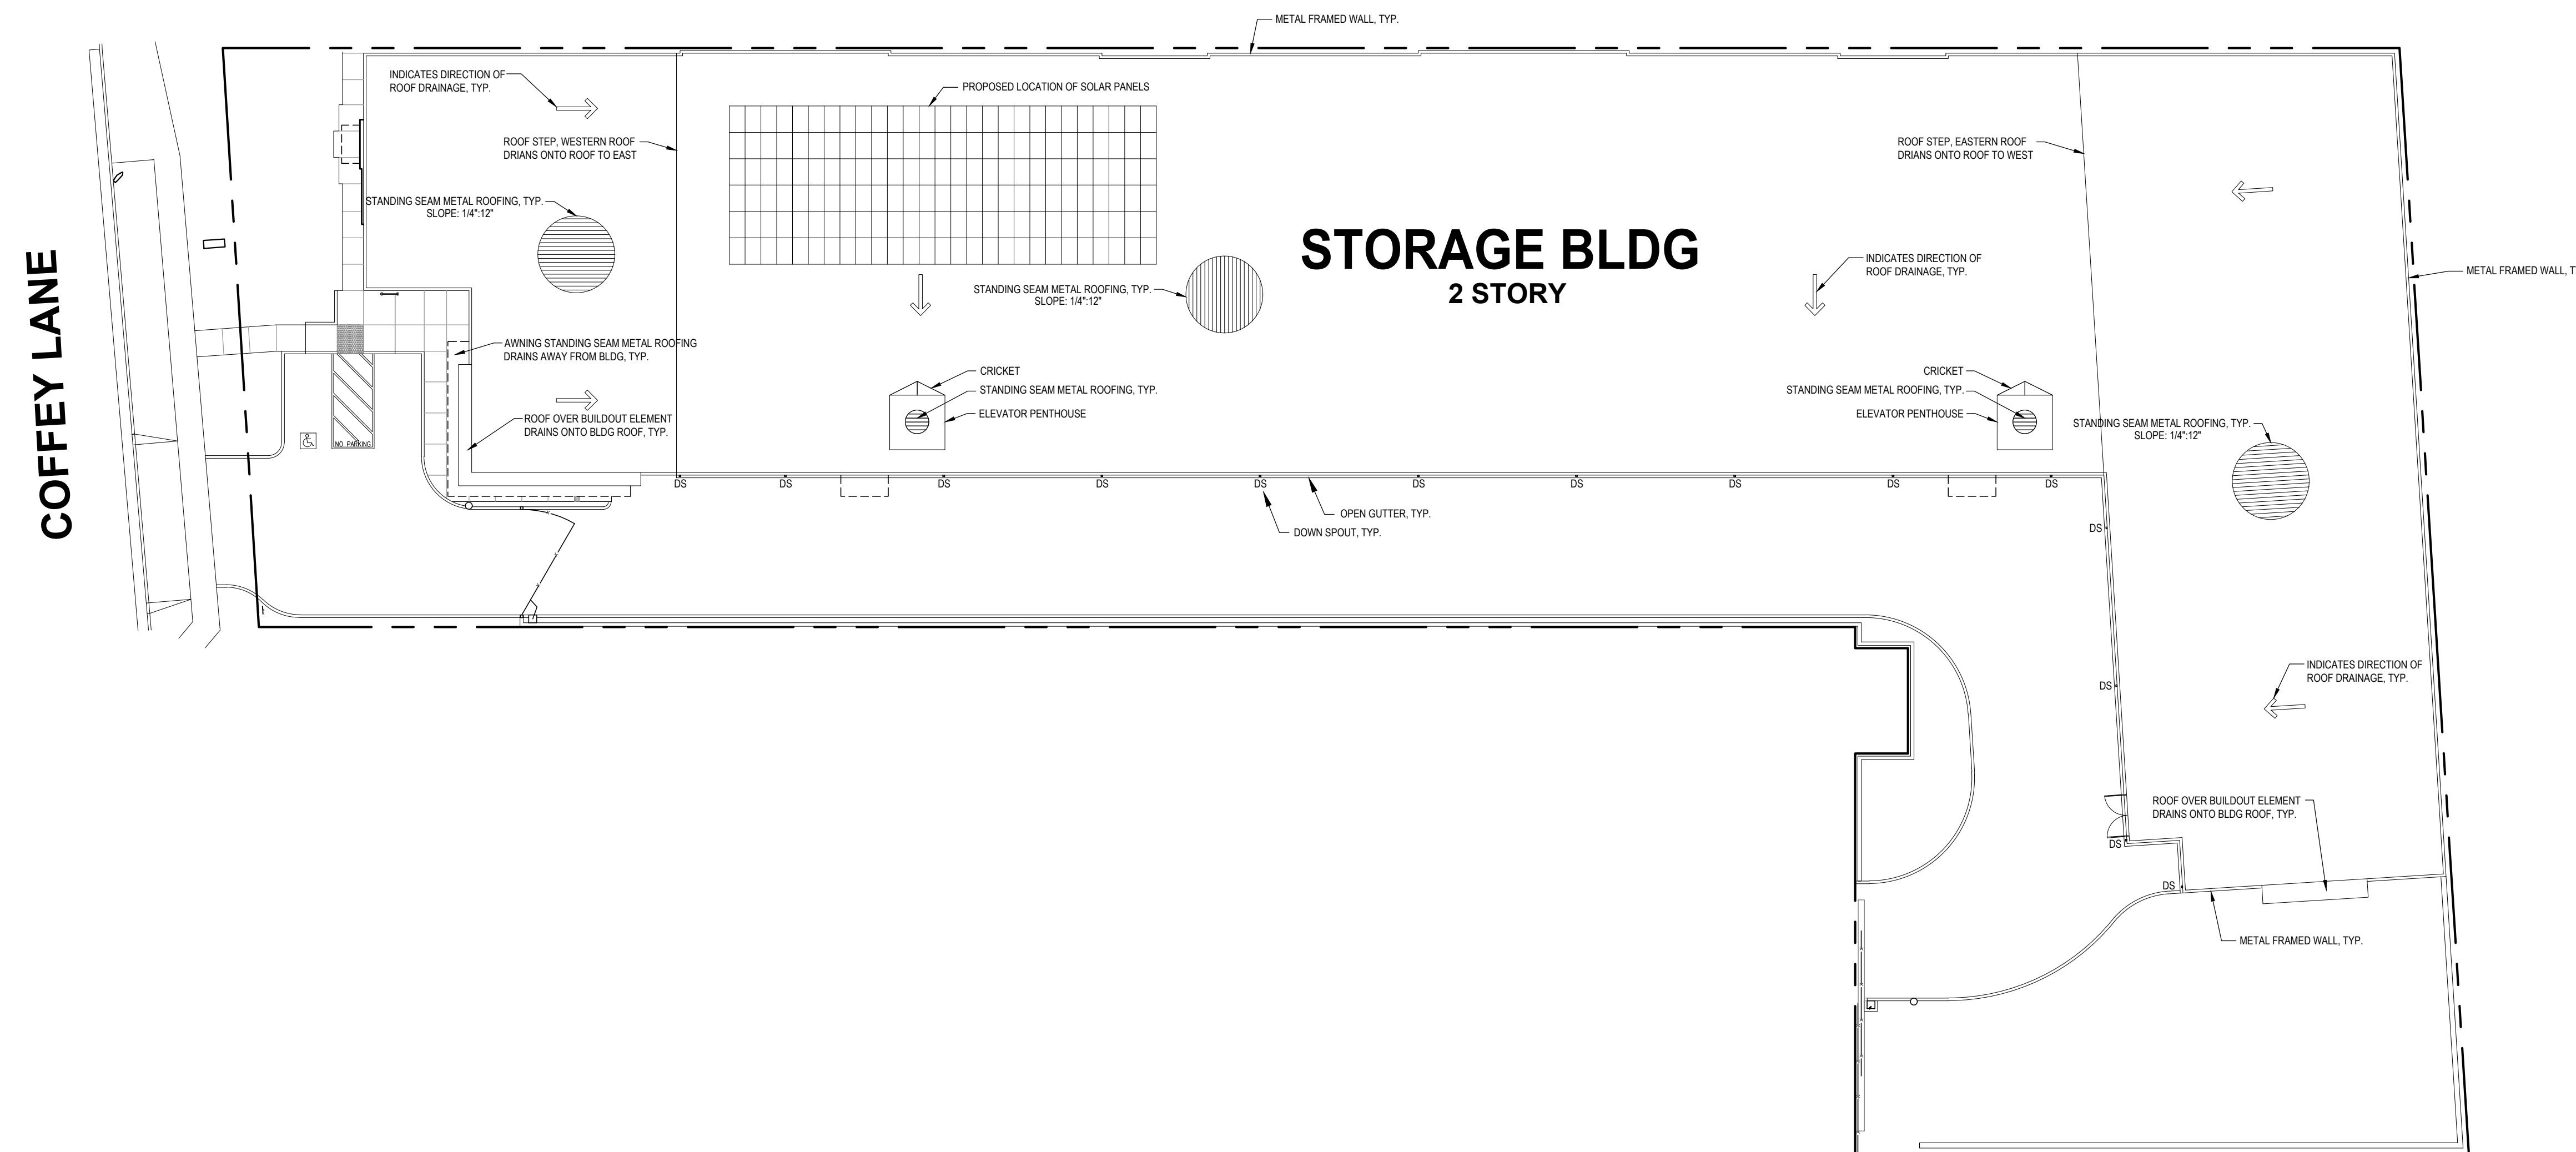 METAL FRAMED WALL, TYP.
INDICATES DIRECTION OF
ROOF DRAINAGE, TYP.
PROPOSED LOCATION OF SOLAR PANELS
ROOF STEP, WESTERN ROOF
DRIANS ONTO ROOF TO EAST
ROOF STEP, EASTERN ROOF
DRIANS ONTO ROOF TO WEST
STANDING SEAM METAL ROOFING, TYP.
SLOPE: 1/4":12"
STORAGE BLDG
2 STORY
COFFEY LANE
INDICATES DIRECTION OF
ROOF DRAINAGE, TYP.
METAL FRAMED WALL, T
STANDING SEAM METAL ROOFING, TYP.
SLOPE: 1/4":12"
AWNING STANDING SEAM METAL ROOFING
DRAINS AWAY FROM BLDG, TYP.
CRICKET
STANDING SEAM METAL ROOFING, TYP.
ELEVATOR PENTHOUSE
CRICKET
STANDING SEAM METAL ROOFING, TYP.
ELEVATOR PENTHOUSE
ROOF OVER BUILDOUT ELEMENT
DRAINS ONTO BLDG ROOF, TYP.
STANDING SEAM METAL ROOFING, TYP.
SLOPE: 1/4":12"
NO PARKING
DS
DS
DS
DS
DS
DS
DS
DS
DS
DS
OPEN GUTTER, TYP.
DOWN SPOUT, TYP.
DS
INDICATES DIRECTION OF
ROOF DRAINAGE, TYP.
DS
ROOF OVER BUILDOUT ELEMENT
DRAINS ONTO BLDG ROOF, TYP.
DS
DS
METAL FRAMED WALL, TYP.